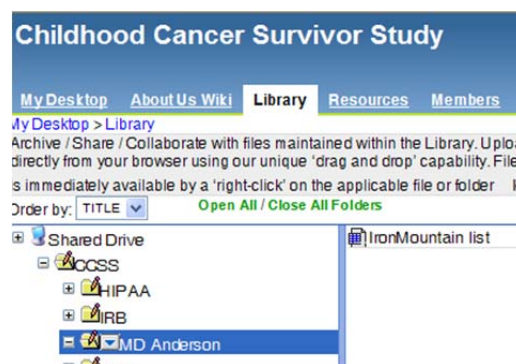 Childhood Cancer Survivor Study
My Desktop About Us Wiki Library Resources Members
My Desktop > Library
Archive / Share / Collaborate with files maintained within the Library. Uplo
directly from your browser using our unique 'drag and drop' capability. File
s immediately available by a 'right-click' on the applicable file or folder
Order by: TITLE Open All / Close All Folders
Shared Drive IronMountain list
CCSS
HIPAA
IRB
MD Anderson